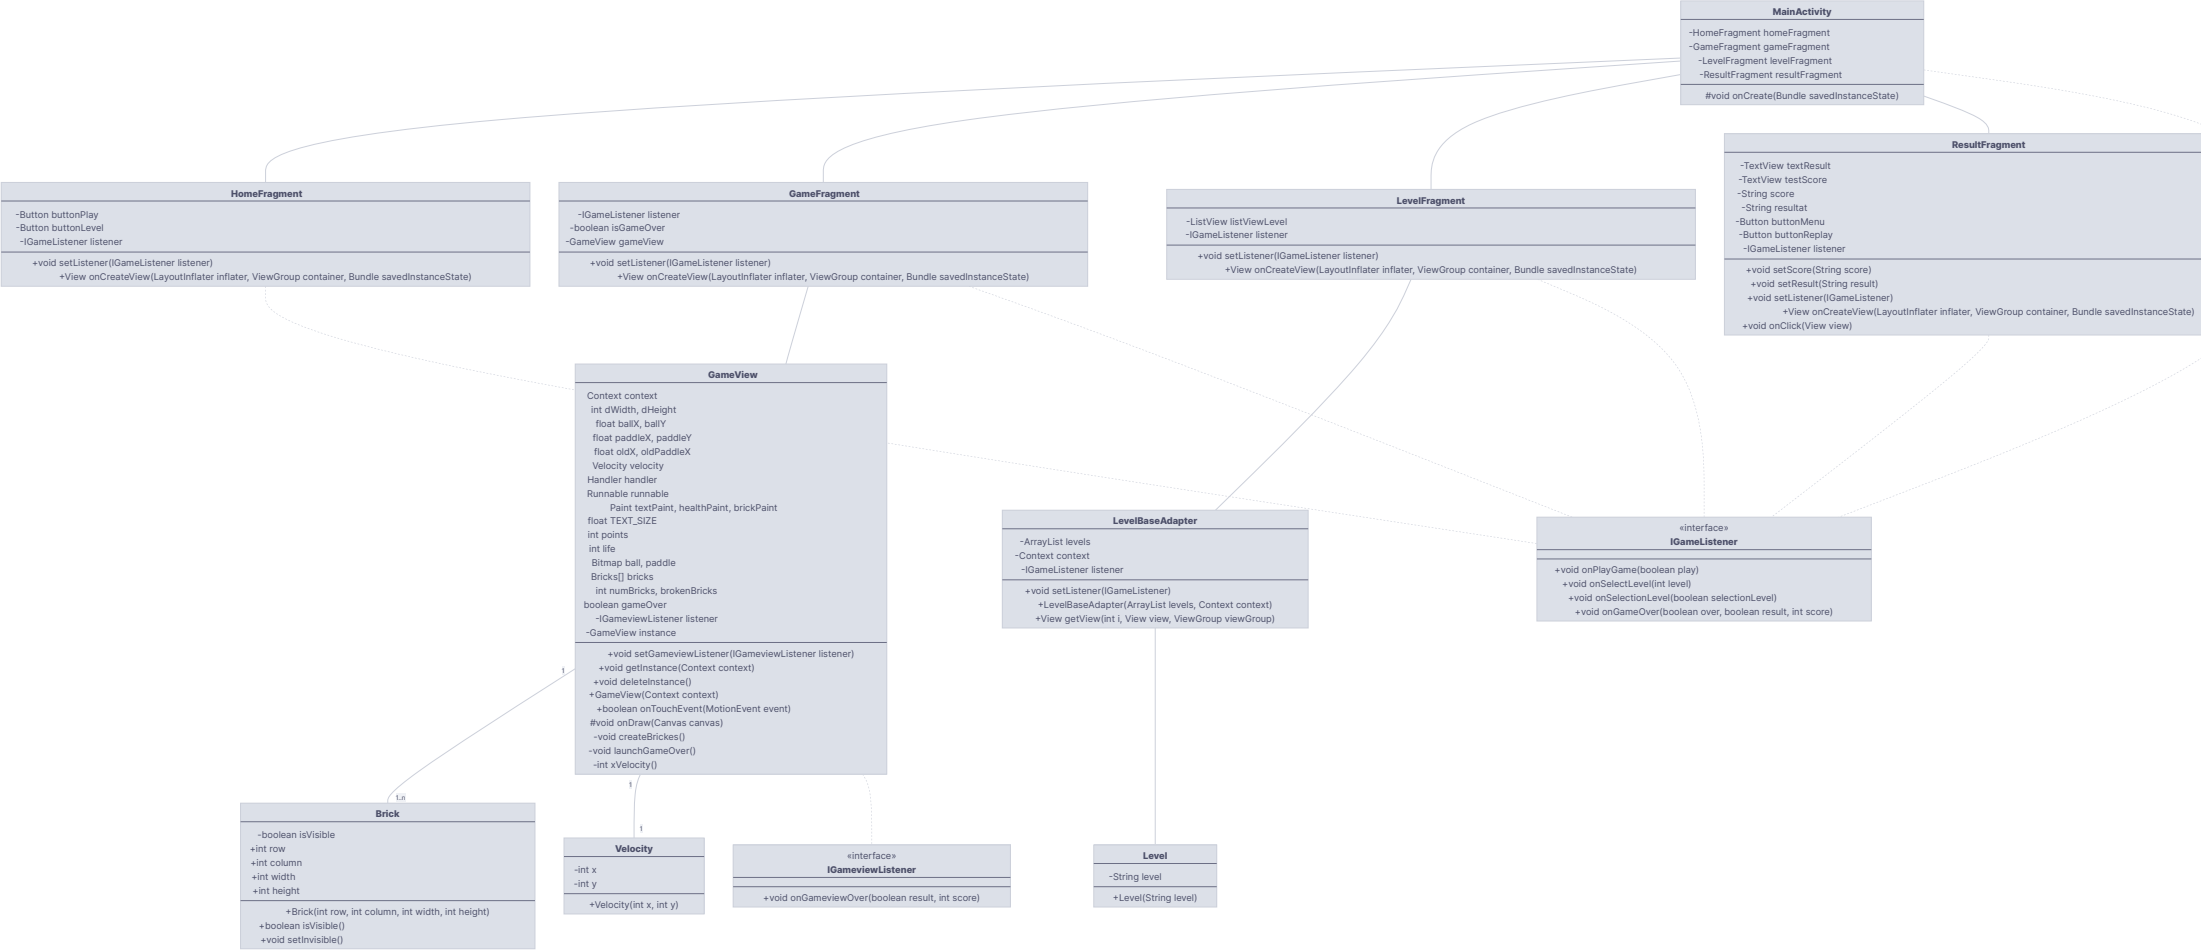 MainActivity
-HomeFragment homeFragment
-GameFragment gameFragment
-LevelFragment levelFragment
-ResultFragment resultFragment
#void onCreate(Bundle savedInstanceState)
HomeFragment
-Button buttonPlay
-Button buttonLevel
-IGameListener listener
+void setListener(IGameListener listener)
+View onCreateView(LayoutInflater inflater, ViewGroup container, Bundle savedInstanceState)
GameFragment
-IGameListener listener
-boolean isGameOver
-GameView gameView
+void setListener(IGameListener listener)
+View onCreateView(LayoutInflater inflater, ViewGroup container, Bundle savedInstanceState)
LevelFragment
-ListView listViewLevel
-IGameListener listener
+void setListener(IGameListener listener)
+View onCreateView(LayoutInflater inflater, ViewGroup container, Bundle savedInstanceState)
ResultFragment
-TextView textResult
-TextView testScore
-String score
-String resultat
-Button buttonMenu
-Button buttonReplay
-IGameListener listener
+void setScore(String score)
+void setResult(String result)
+void setListener(IGameListener)
+View onCreateView(LayoutInflater inflater, ViewGroup container, Bundle savedInstanceState)
+void onClick(View view)
GameView
Context context
int dWidth, dHeight
float ballX, ballY
float paddleX, paddleY
float oldX, oldPaddleX
Velocity velocity
Handler handler
Runnable runnable
Paint textPaint, healthPaint, brickPaint
float TEXT_SIZE
int points
int life
Bitmap ball, paddle
Bricks[] bricks
int numBricks, brokenBricks
boolean gameOver
-IGameviewListener listener
-GameView instance
+void setGameviewListener(IGameviewListener listener)
+void getInstance(Context context)
+void deleteInstance()
+GameView(Context context)
+boolean onTouchEvent(MotionEvent event)
#void onDraw(Canvas canvas)
-void createBrickes()
-void launchGameOver()
-int xVelocity()
LevelBaseAdapter
-ArrayList levels
-Context context
-IGameListener listener
+void setListener(IGameListener)
+LevelBaseAdapter(ArrayList levels, Context context)
+View getView(int i, View view, ViewGroup viewGroup)
«interface»
IGameListener
+void onPlayGame(boolean play)
+void onSelectLevel(int level)
+void onSelectionLevel(boolean selectionLevel)
+void onGameOver(boolean over, boolean result, int score)
1
1..n
1
1
Brick
-boolean isVisible
+int row
+int column
+int width
+int height
+Brick(int row, int column, int width, int height)
+boolean isVisible()
+void setInvisible()
Velocity
-int x
-int y
+Velocity(int x, int y)
«interface»
IGameviewListener
+void onGameviewOver(boolean result, int score)
Level
-String level
+Level(String level)